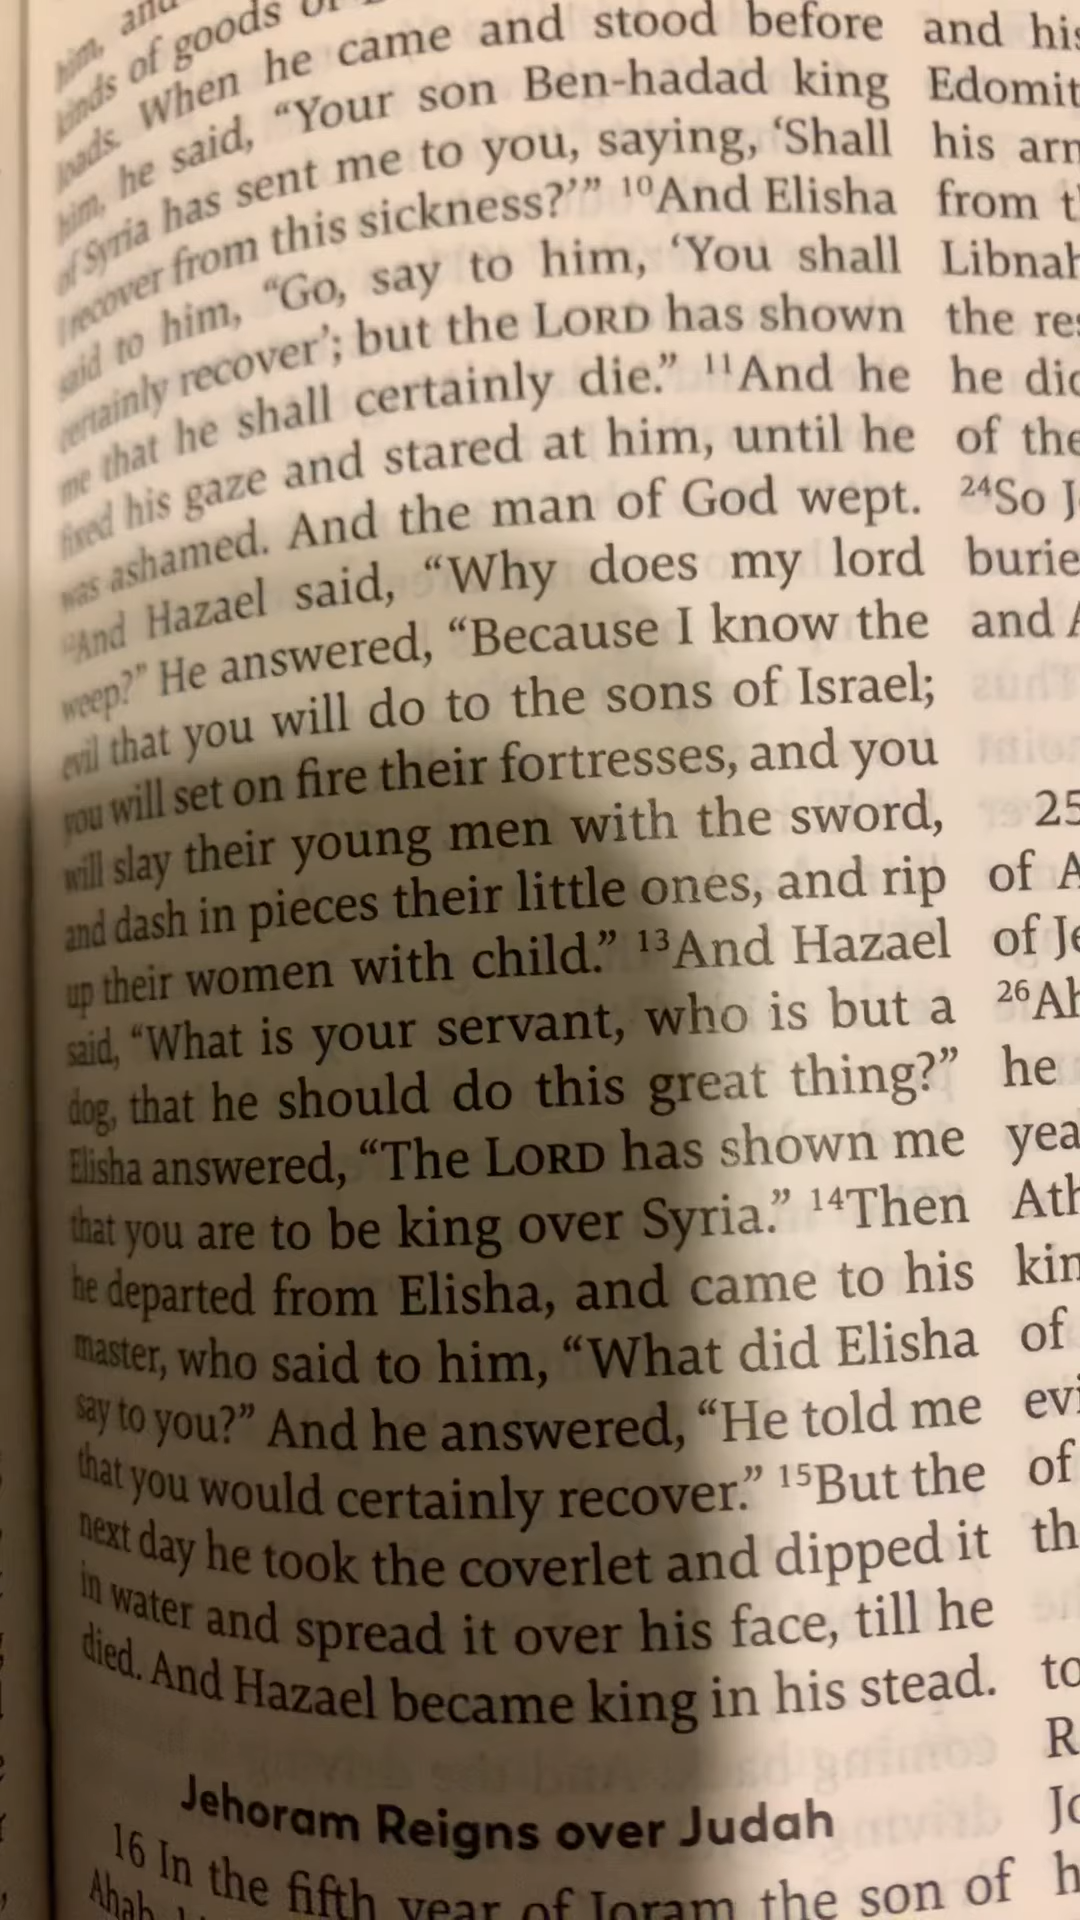 him, and
kinds of goods of
loads. When he came and stood before
him, he said, “Your son Ben-hadad king
of Syria has sent me to you, saying, ‘Shall
I recover from this sickness?’” ¹⁰And Elisha
said to him, “Go, say to him, ‘You shall
certainly recover’; but the LORD has shown
me that he shall certainly die.” ¹¹And he
fixed his gaze and stared at him, until he
was ashamed. And the man of God wept.
¹²And Hazael said, “Why does my lord
weep?” He answered, “Because I know the
evil that you will do to the sons of Israel;
you will set on fire their fortresses, and you
will slay their young men with the sword,
and dash in pieces their little ones, and rip
up their women with child.” ¹³And Hazael
said, “What is your servant, who is but a
dog, that he should do this great thing?”
Elisha answered, “The LORD has shown me
that you are to be king over Syria.” ¹⁴Then
he departed from Elisha, and came to his
master, who said to him, “What did Elisha
say to you?” And he answered, “He told me
that you would certainly recover.” ¹⁵But the
next day he took the coverlet and dipped it
in water and spread it over his face, till he
died. And Hazael became king in his stead.
Jehoram Reigns over Judah
16 In the fifth year of Joram the son of
Ahab
and his
Edomit
his arm
from th
Libnah
the res
he did
of the
²⁴So J
burie
and A
25
of A
of Je
²⁶Ah
he
yea
Ath
kin
of
evi
of
th
to
R
Jo
h